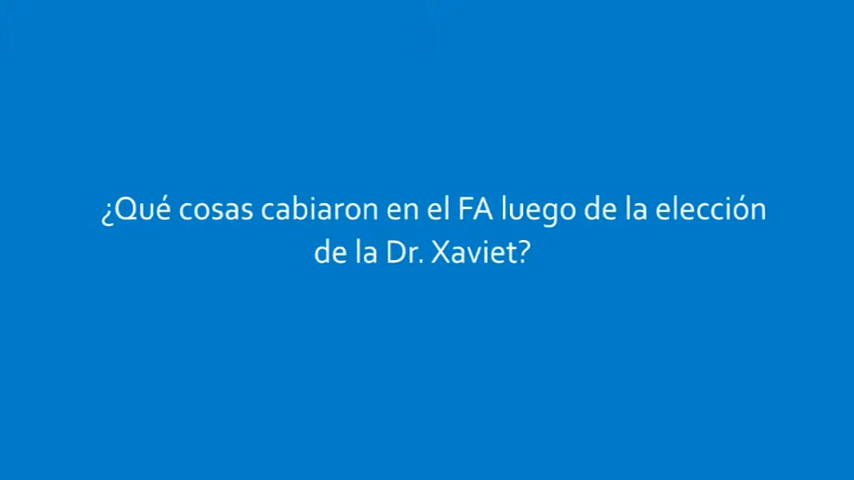 ¿Qué cosas cabiaron en el FA luego de la elección
de la Dr. Xaviet?